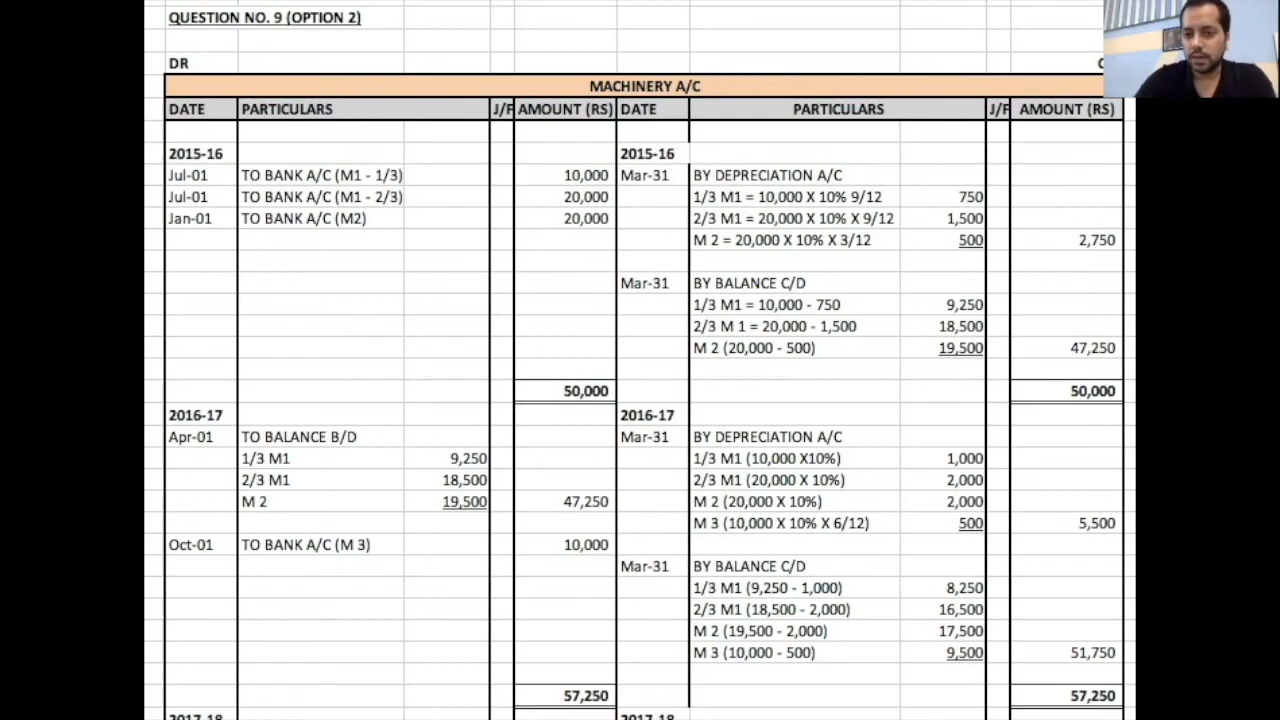 QUESTION NO. 9 (OPTION 2)
DR
MACHINERY A/C
DATE PARTICULARS J/F AMOUNT (RS) DATE PARTICULARS J/F AMOUNT (RS)
2015-16 2015-16
Jul-01 TO BANK A/C (M1 - 1/3) 10,000 Mar-31 BY DEPRECIATION A/C
Jul-01 TO BANK A/C (M1 - 2/3) 20,000 1/3 M1 = 10,000 X 10% 9/12 750
Jan-01 TO BANK A/C (M2) 20,000 2/3 M1 = 20,000 X 10% X 9/12 1,500
M 2 = 20,000 X 10% X 3/12 500 2,750
Mar-31 BY BALANCE C/D
1/3 M1 = 10,000 - 750 9,250
2/3 M 1 = 20,000 - 1,500 18,500
M 2 (20,000 - 500) 19,500 47,250
50,000 50,000
2016-17 2016-17
Apr-01 TO BALANCE B/D Mar-31 BY DEPRECIATION A/C
1/3 M1 9,250 1/3 M1 (10,000 X10%) 1,000
2/3 M1 18,500 2/3 M1 (20,000 X 10%) 2,000
M 2 19,500 47,250 M 2 (20,000 X 10%) 2,000
M 3 (10,000 X 10% X 6/12) 500 5,500
Oct-01 TO BANK A/C (M 3) 10,000
Mar-31 BY BALANCE C/D
1/3 M1 (9,250 - 1,000) 8,250
2/3 M1 (18,500 - 2,000) 16,500
M 2 (19,500 - 2,000) 17,500
M 3 (10,000 - 500) 9,500 51,750
57,250 57,250
2017-18 2017-18